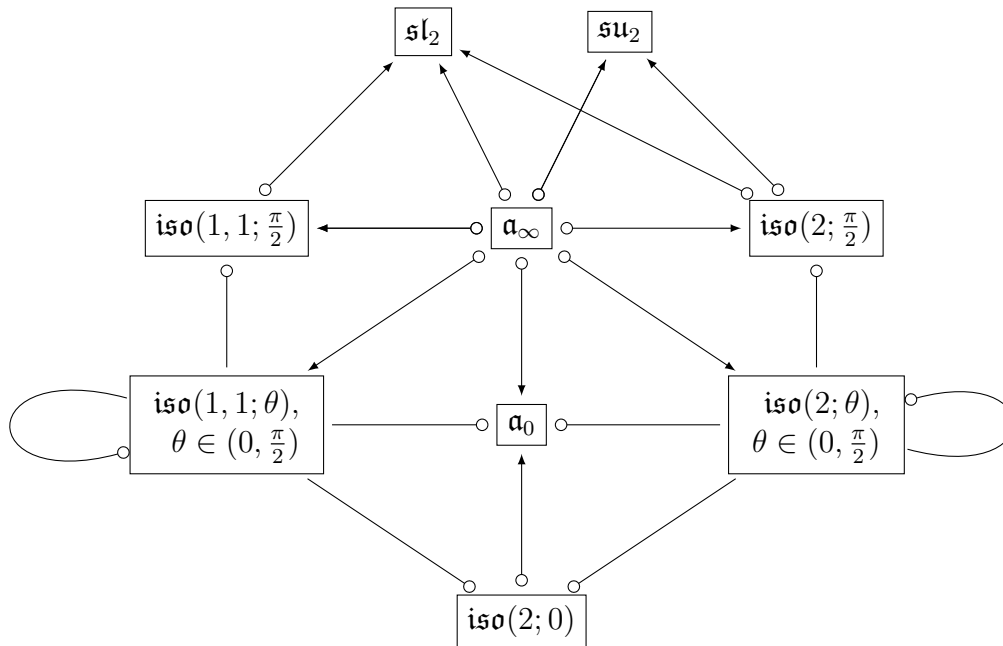 𝔰𝔩₂
𝔰𝔲₂
𝔦𝔰𝔬(1, 1; π/2)
𝔞∞
𝔦𝔰𝔬(2; π/2)
𝔦𝔰𝔬(1, 1; θ),
θ ∈ (0, π/2)
𝔞₀
𝔦𝔰𝔬(2; θ),
θ ∈ (0, π/2)
𝔦𝔰𝔬(2; 0)